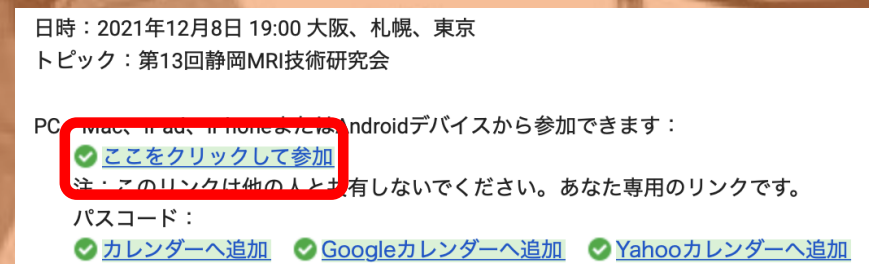 日時：2021年12月8日 19:00 大阪、札幌、東京
トピック：第13回静岡MRI技術研究会
PC、Mac、iPad、iPhoneまたはAndroidデバイスから参加できます：
ここをクリックして参加
注：このリンクは他の人と共有しないでください。あなた専用のリンクです。
パスコード：
カレンダーへ追加 Googleカレンダーへ追加 Yahooカレンダーへ追加